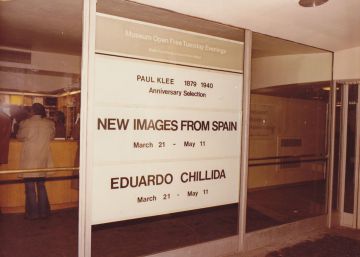 Museum Open Free Tuesday Evenings
PAUL KLEE 1879 1940
Anniversary Selection
NEW IMAGES FROM SPAIN
March 21 - May 11
EDUARDO CHILLIDA
March 21 - May 11